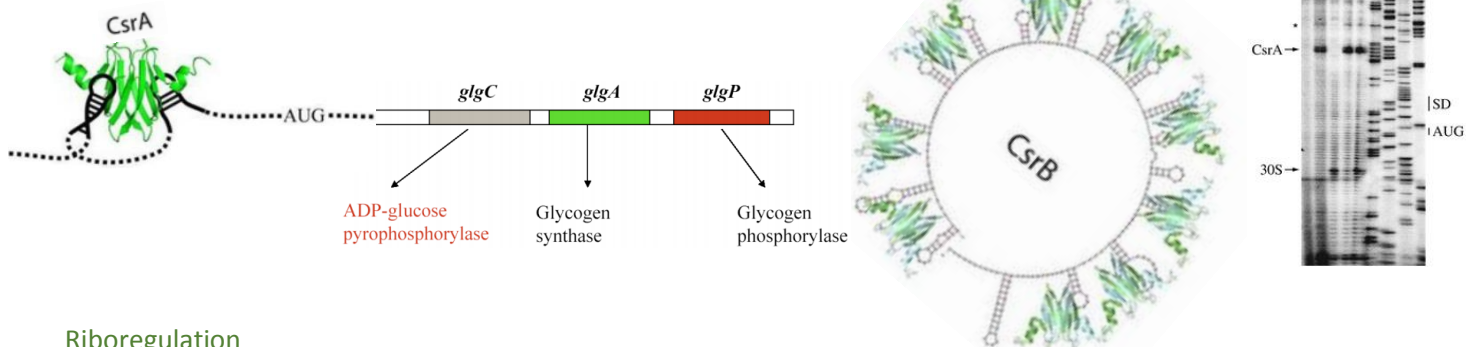 CsrA
AUG
glgC
glgA
glgP
ADP-glucose
pyrophosphorylase
Glycogen
synthase
Glycogen
phosphorylase
CsrB
*
CsrA
SD
AUG
30S
Riboregulation